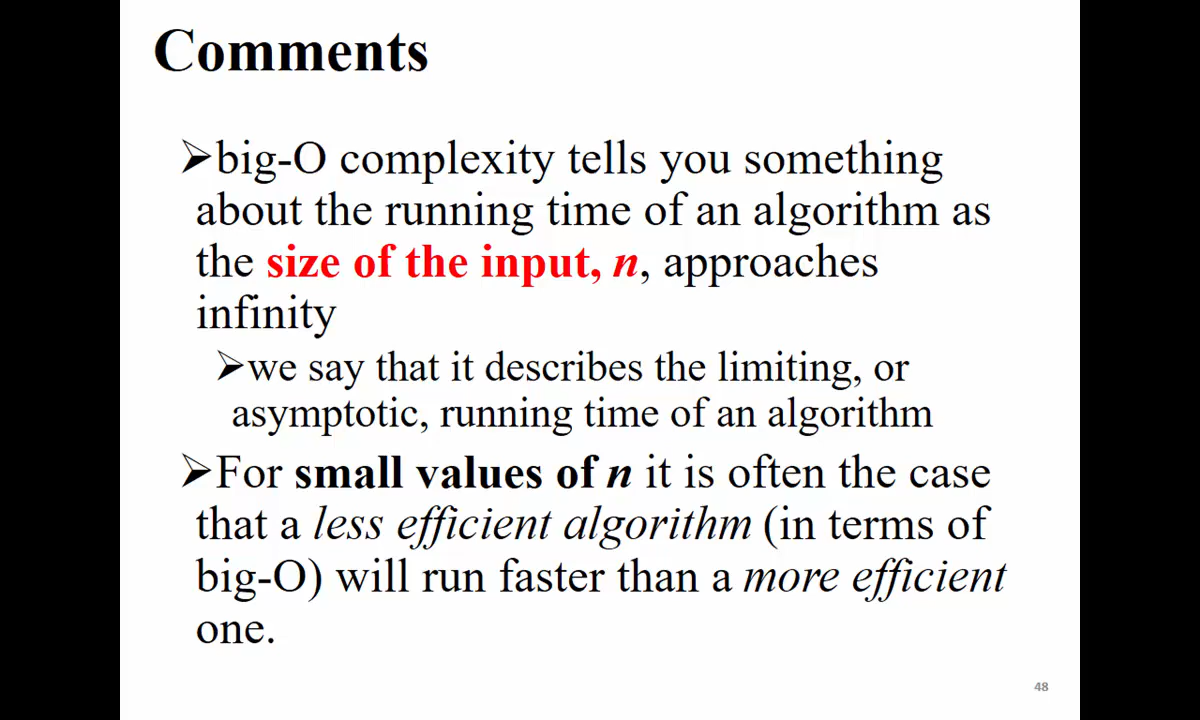 Comments
➢big-O complexity tells you something
about the running time of an algorithm as
the size of the input, n, approaches
infinity
➢we say that it describes the limiting, or
asymptotic, running time of an algorithm
➢For small values of n it is often the case
that a less efficient algorithm (in terms of
big-O) will run faster than a more efficient
one.
48